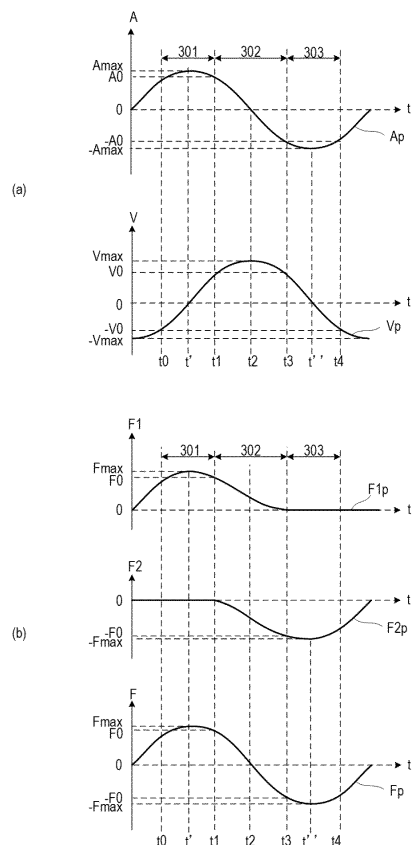 (a)
A
301 302 303
Amax
A0
0
t
-A0
-Amax
Ap
V
Vmax
V0
0
t
-V0
-Vmax
Vp
t0 t' t1 t2 t3 t'' t4
(b)
F1
301 302 303
Fmax
F0
F1p
0
t
F2
0
t
-F0
-Fmax
F2p
F
Fmax
F0
0
t
-F0
-Fmax
Fp
t0 t' t1 t2 t3 t'' t4